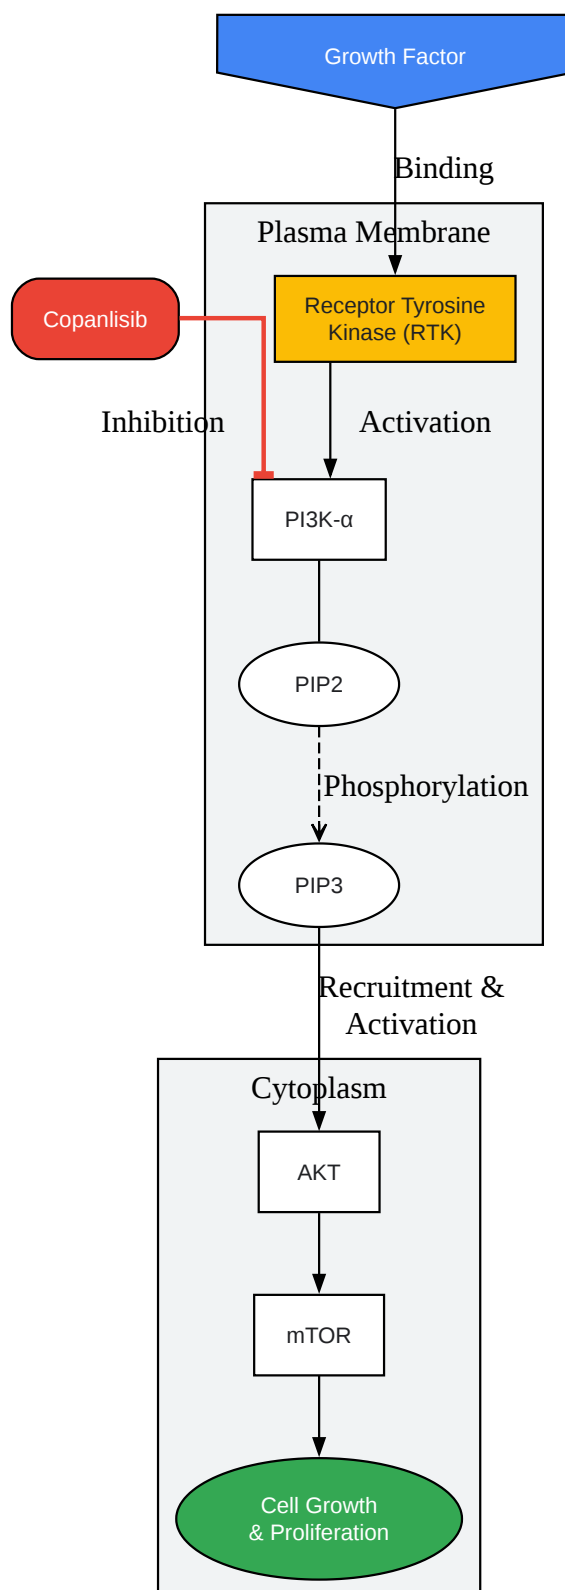 Growth Factor
Binding
Plasma Membrane
Receptor Tyrosine
Kinase (RTK)
Copanlisib
Inhibition
Activation
PI3K-α
PIP2
Phosphorylation
PIP3
Recruitment &
Activation
Cytoplasm
AKT
mTOR
Cell Growth
& Proliferation